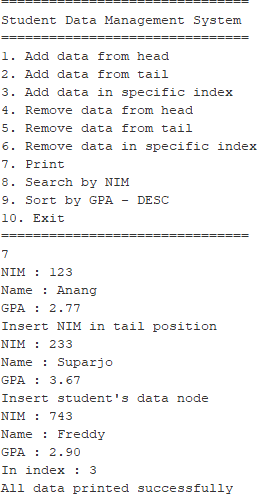 ===============================
Student Data Management System
===============================
1. Add data from head
2. Add data from tail
3. Add data in specific index
4. Remove data from head
5. Remove data from tail
6. Remove data in specific index
7. Print
8. Search by NIM
9. Sort by GPA - DESC
10. Exit
===============================
7
NIM : 123
Name : Anang
GPA : 2.77
Insert NIM in tail position
NIM : 233
Name : Suparjo
GPA : 3.67
Insert student's data node
NIM : 743
Name : Freddy
GPA : 2.90
In index : 3
All data printed successfully